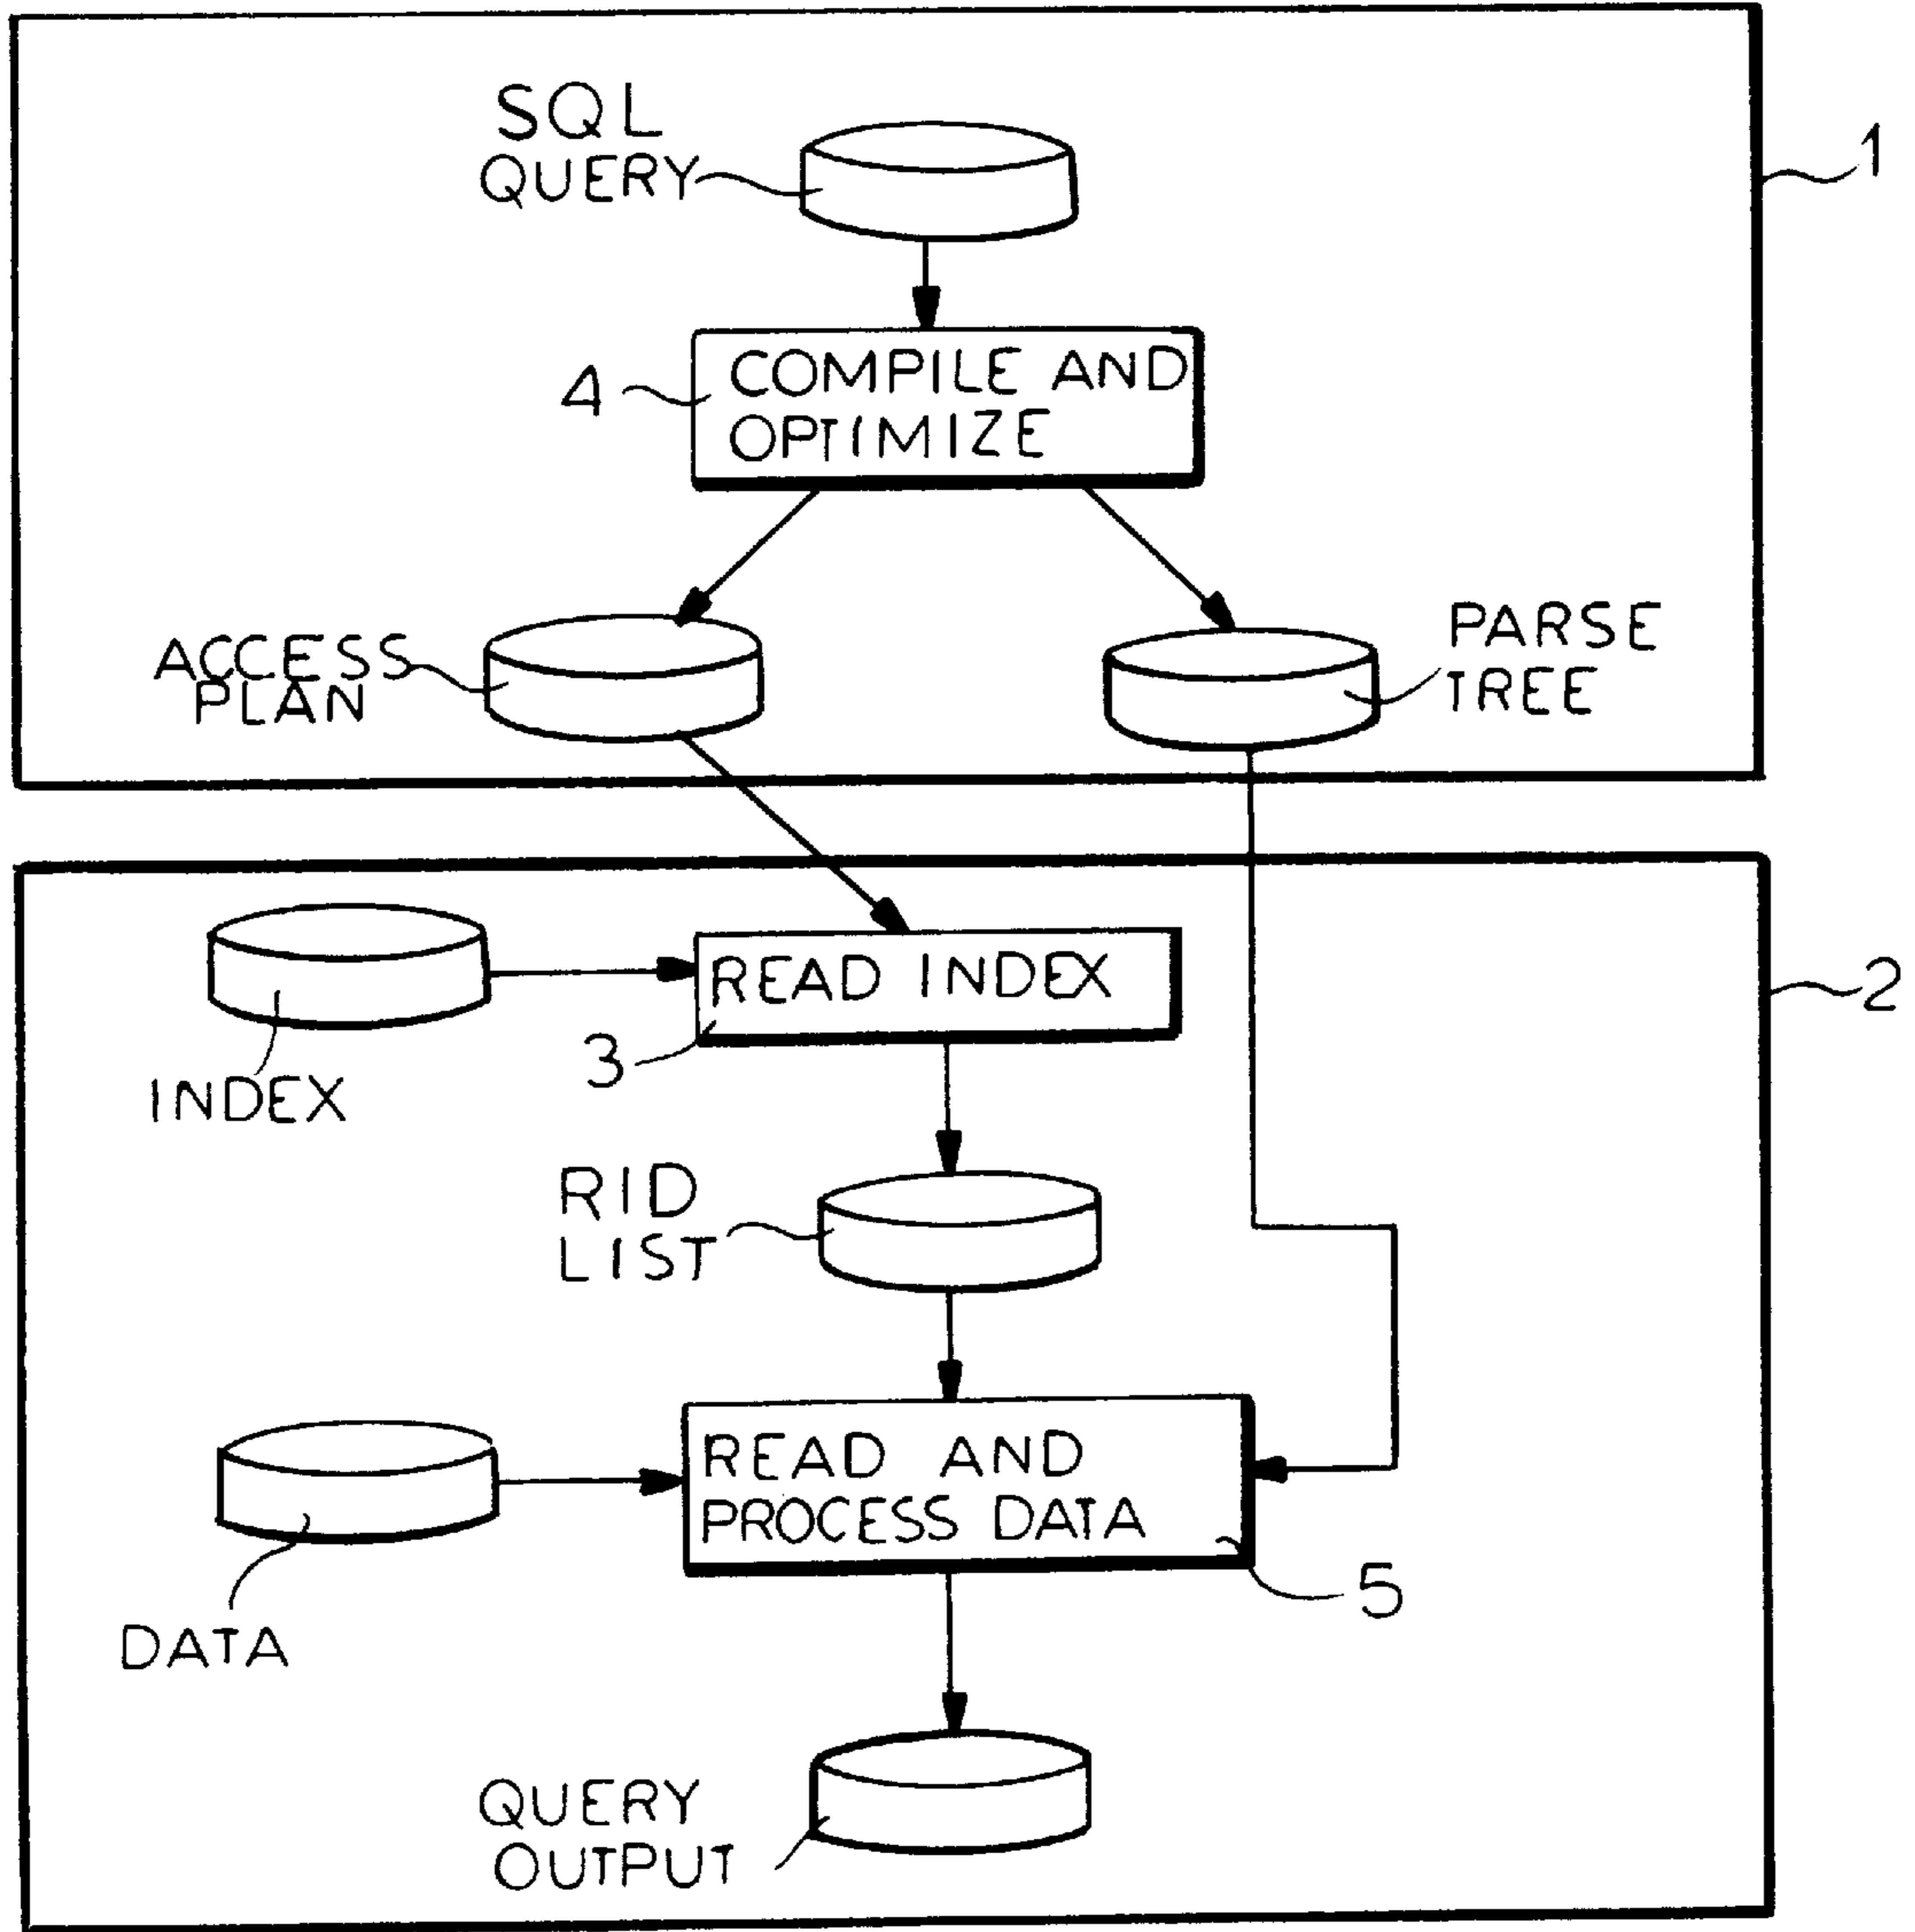 SQL
QUERY
1
4
COMPILE AND
OPTIMIZE
ACCESS
PLAN
PARSE
TREE
READ INDEX
2
3
INDEX
RID
LIST
READ AND
PROCESS DATA
5
DATA
QUERY
OUTPUT